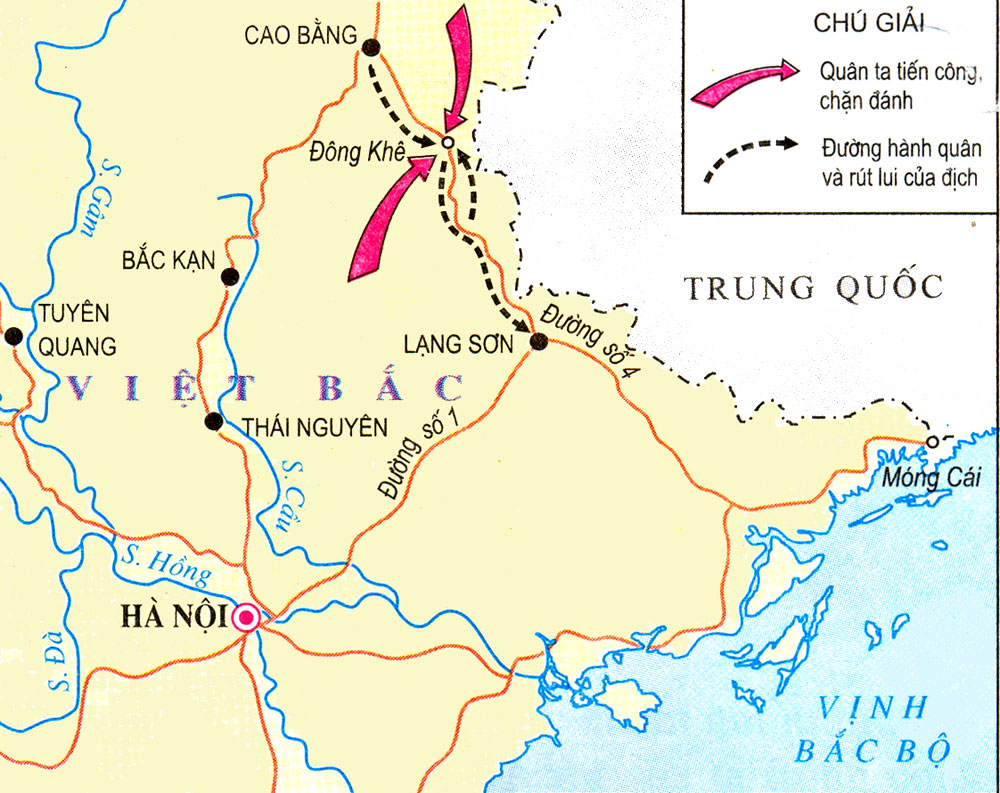 CHÚ GIẢI
Quân ta tiến công,
chặn đánh
Đường hành quân
và rút lui của địch
CAO BẰNG
Đông Khê
S. Gâm
BẮC KẠN
TUYÊN
QUANG
TRUNG QUỐC
LẠNG SƠN
Đường số 4
VIỆT BẮC
THÁI NGUYÊN
Đường số 1
Móng Cái
S. Cầu
S. Hồng
HÀ NỘI
S. Đà
VỊNH
BẮC BỘ